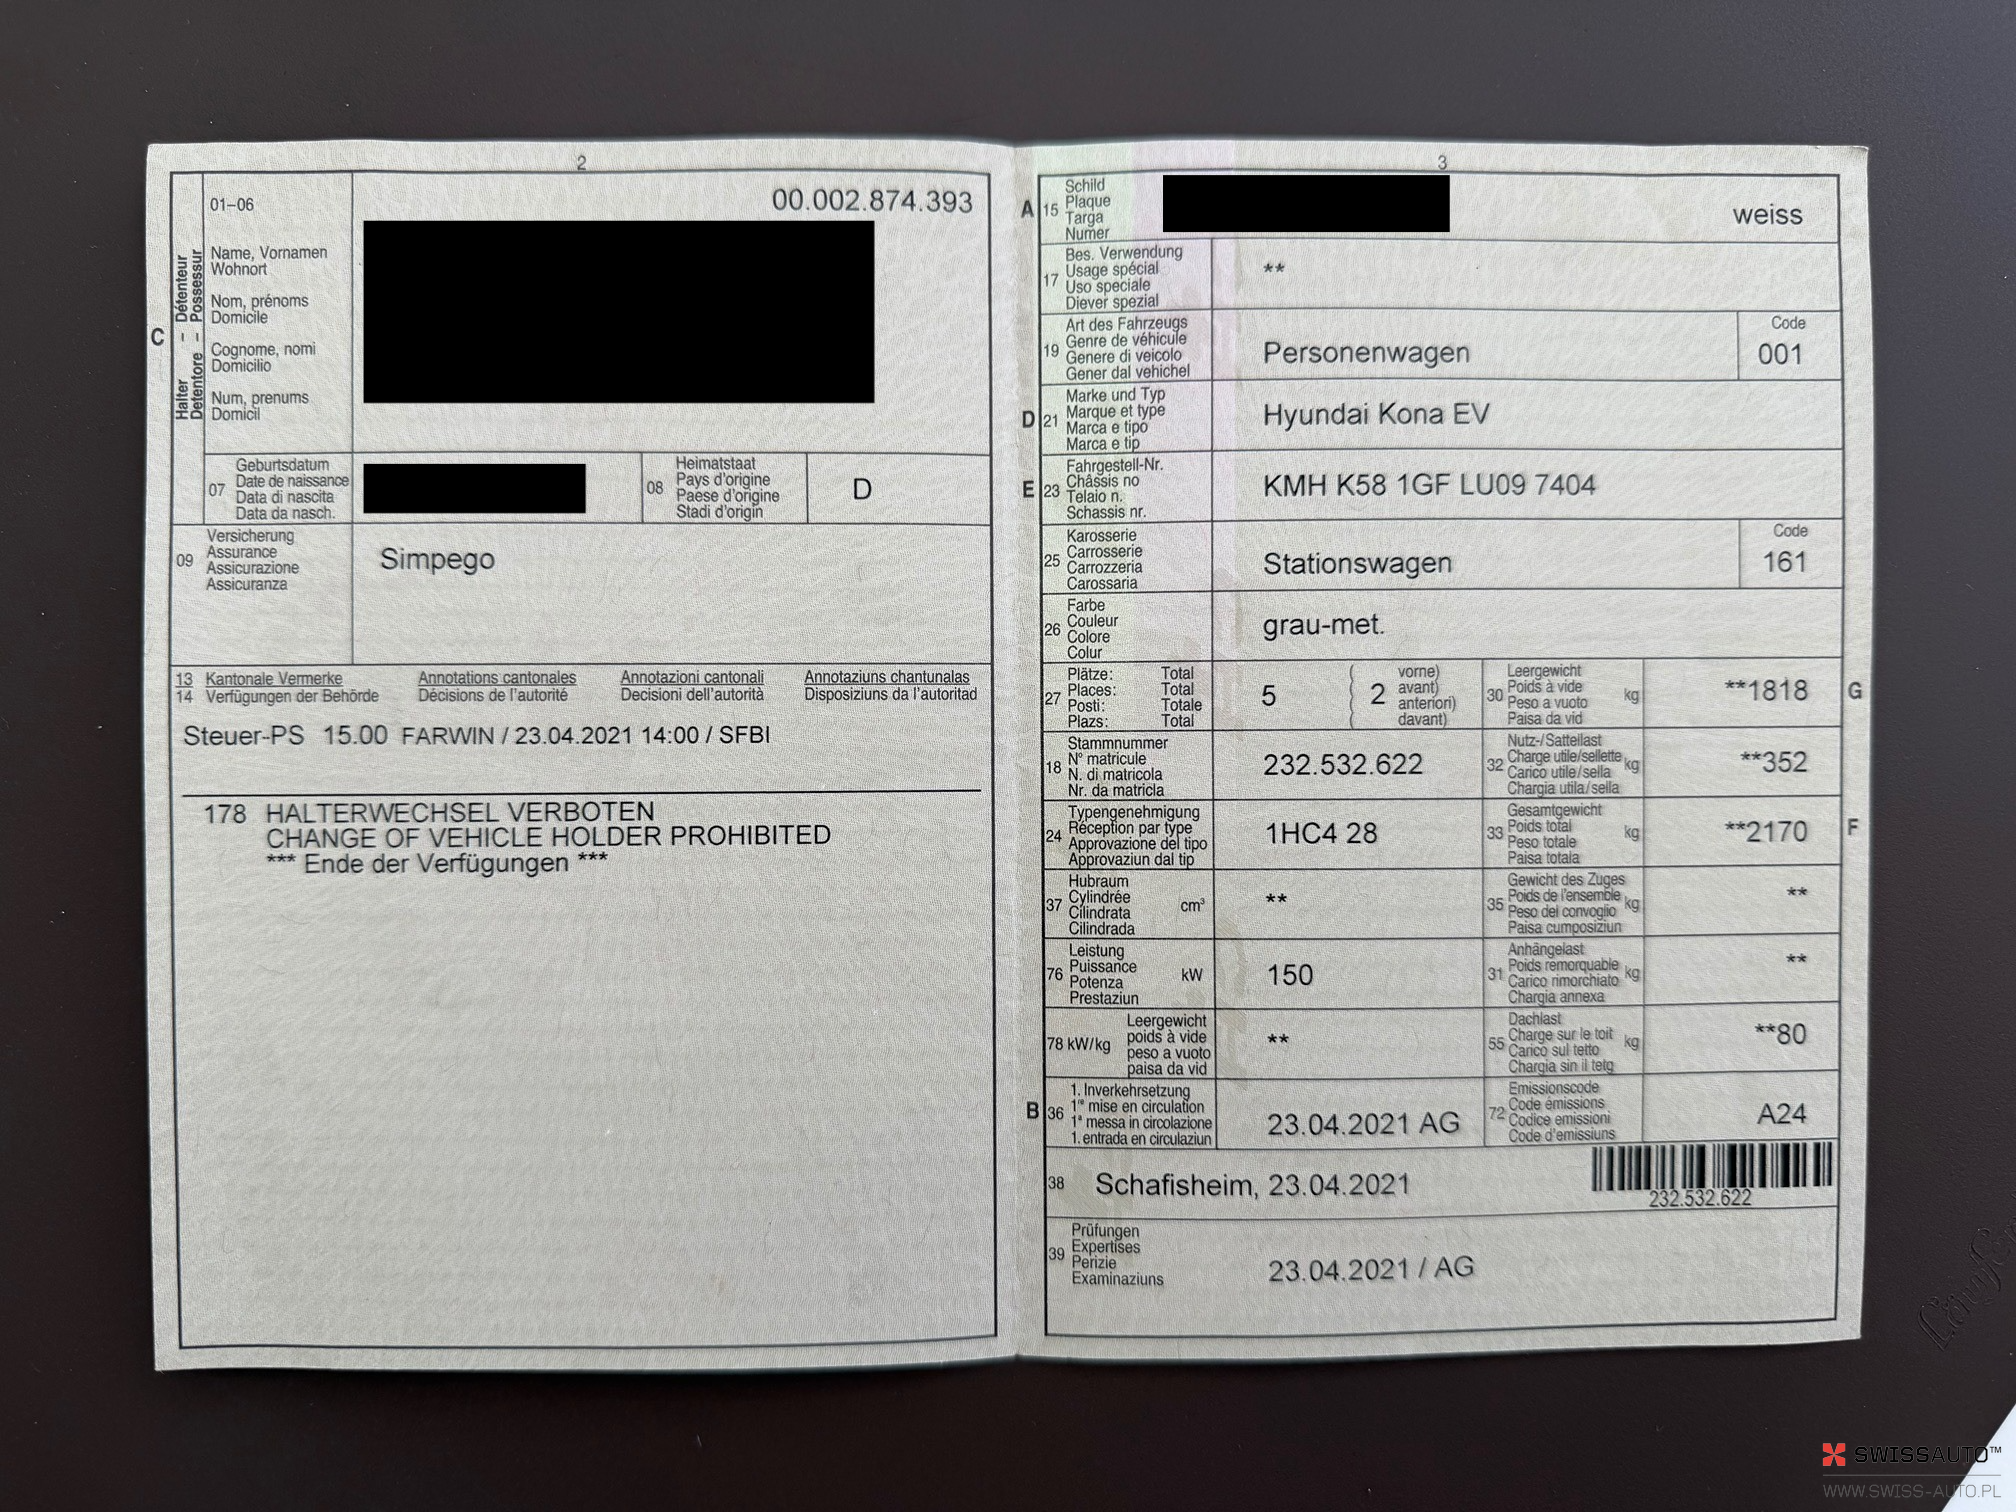 2
01–06
00.002.874.393
C
Halter – Détenteur
Detentore – Possessur
Name, Vornamen
Wohnort
Nom, prénoms
Domicile
Cognome, nomi
Domicilio
Num, prenums
Domicil
07
Geburtsdatum
Date de naissance
Data di nascita
Data da nasch.
08
Heimatstaat
Pays d'origine
Paese d'origine
Stadi d'origin
D
09
Versicherung
Assurance
Assicurazione
Assicuranza
Simpego
13 Kantonale Vermerke Annotations cantonales Annotazioni cantonali Annotaziuns chantunalas
14 Verfügungen der Behörde Décisions de l'autorité Decisioni dell'autorità Disposiziuns da l'autoritad
Steuer-PS 15.00 FARWIN / 23.04.2021 14:00 / SFBI
178 HALTERWECHSEL VERBOTEN
CHANGE OF VEHICLE HOLDER PROHIBITED
*** Ende der Verfügungen ***
3
A 15
Schild
Plaque
Targa
Numer
weiss
17
Bes. Verwendung
Usage spécial
Uso speciale
Diever spezial
**
19
Art des Fahrzeugs
Genre de véhicule
Genere di veicolo
Gener dal vehichel
Personenwagen
Code
001
D 21
Marke und Typ
Marque et type
Marca e tipo
Marca e tip
Hyundai Kona EV
E 23
Fahrgestell-Nr.
Châssis no
Telaio n.
Schassis nr.
KMH K58 1GF LU09 7404
25
Karosserie
Carrosserie
Carrozzeria
Carossaria
Stationswagen
Code
161
26
Farbe
Couleur
Colore
Colur
grau-met.
27
Plätze: Total
Places: Total
Posti: Totale
Plazs: Total
5
( 2
vorne)
avant)
anteriori)
davant)
30
Leergewicht
Poids à vide
Peso a vuoto
Paisa da vid
kg
**1818
G
18
Stammnummer
N° matricule
N. di matricola
Nr. da matricla
232.532.622
32
Nutz-/Sattellast
Charge utile/sellette
Carico utile/sella
Chargia utila/sella
kg
**352
24
Typengenehmigung
Réception par type
Approvazione del tipo
Approvaziun dal tip
1HC4 28
33
Gesamtgewicht
Poids total
Peso totale
Paisa totala
kg
**2170
F
37
Hubraum
Cylindrée
Cilindrata
Cilindrada
cm³
**
35
Gewicht des Zuges
Poids de l'ensemble
Peso del convoglio
Paisa cumposiziun
kg
**
76
Leistung
Puissance
Potenza
Prestaziun
kW
150
31
Anhängelast
Poids remorquable
Carico rimorchiato
Chargia annexa
kg
**
78 kW/kg
Leergewicht
poids à vide
peso a vuoto
paisa da vid
**
55
Dachlast
Charge sur le toit
Carico sul tetto
Chargia sin il tetg
kg
**80
B 36
1. Inverkehrsetzung
1re mise en circulation
1a messa in circolazione
1. entrada en circulaziun
23.04.2021 AG
72
Emissionscode
Code émissions
Codice emissioni
Code d'emissiuns
A24
38
Schafisheim, 23.04.2021
232.532.622
39
Prüfungen
Expertises
Perizie
Examinaziuns
23.04.2021 / AG
SWISSAUTO™
WWW.SWISS-AUTO.PL